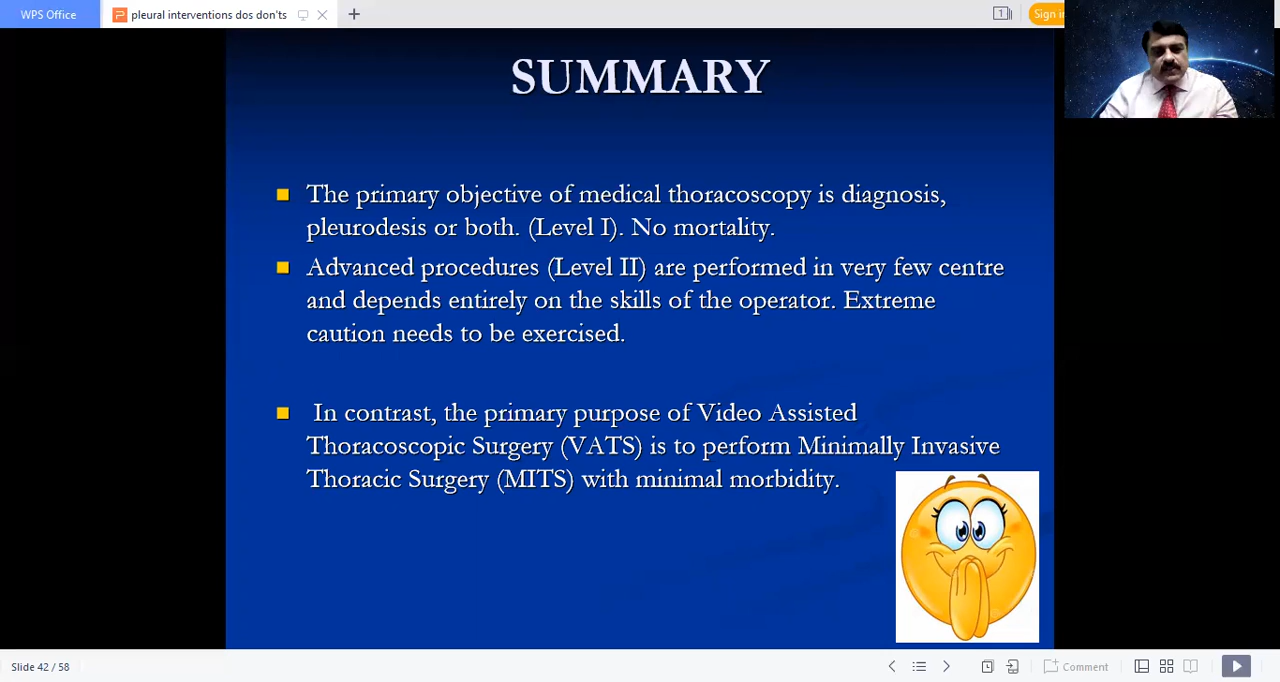 WPS Office
pleural interventions dos don'ts
1
Sign in
SUMMARY
The primary objective of medical thoracoscopy is diagnosis,
pleurodesis or both. (Level I). No mortality.
Advanced procedures (Level II) are performed in very few centre
and depends entirely on the skills of the operator. Extreme
caution needs to be exercised.
In contrast, the primary purpose of Video Assisted
Thoracoscopic Surgery (VATS) is to perform Minimally Invasive
Thoracic Surgery (MITS) with minimal morbidity.
Slide 42 / 58
Comment